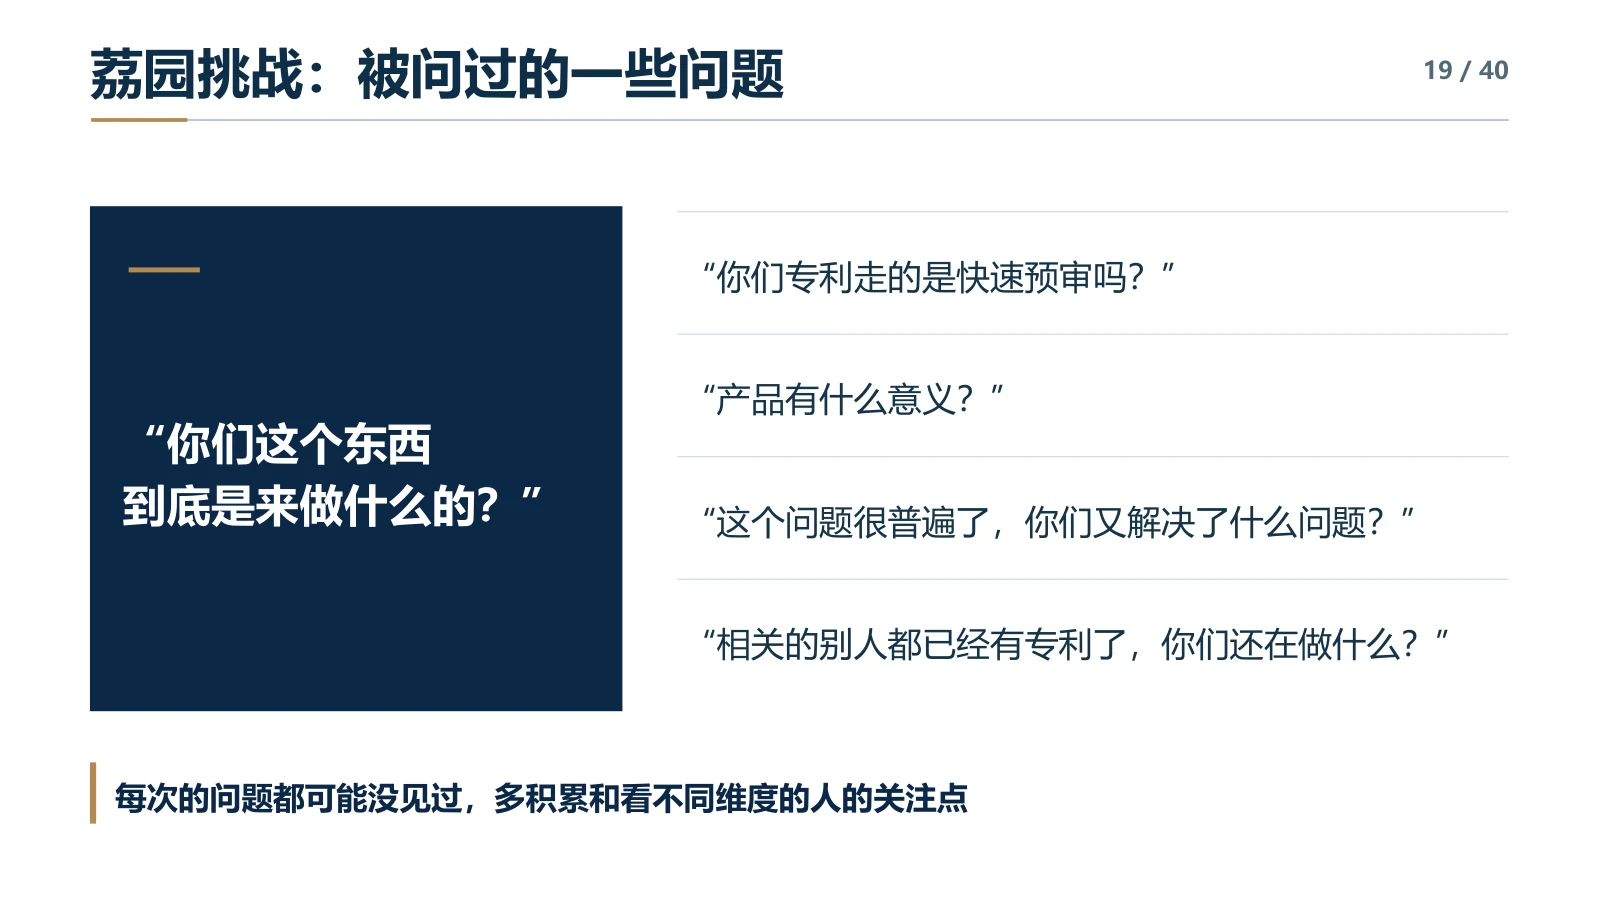 荔园挑战：被问过的一些问题
19 / 40
“你们这个东西
到底是来做什么的？”
“你们专利走的是快速预审吗？”
“产品有什么意义？”
“这个问题很普遍了，你们又解决了什么问题？”
“相关的别人都已经有专利了，你们还在做什么？”
每次的问题都可能没见过，多积累和看不同维度的人的关注点